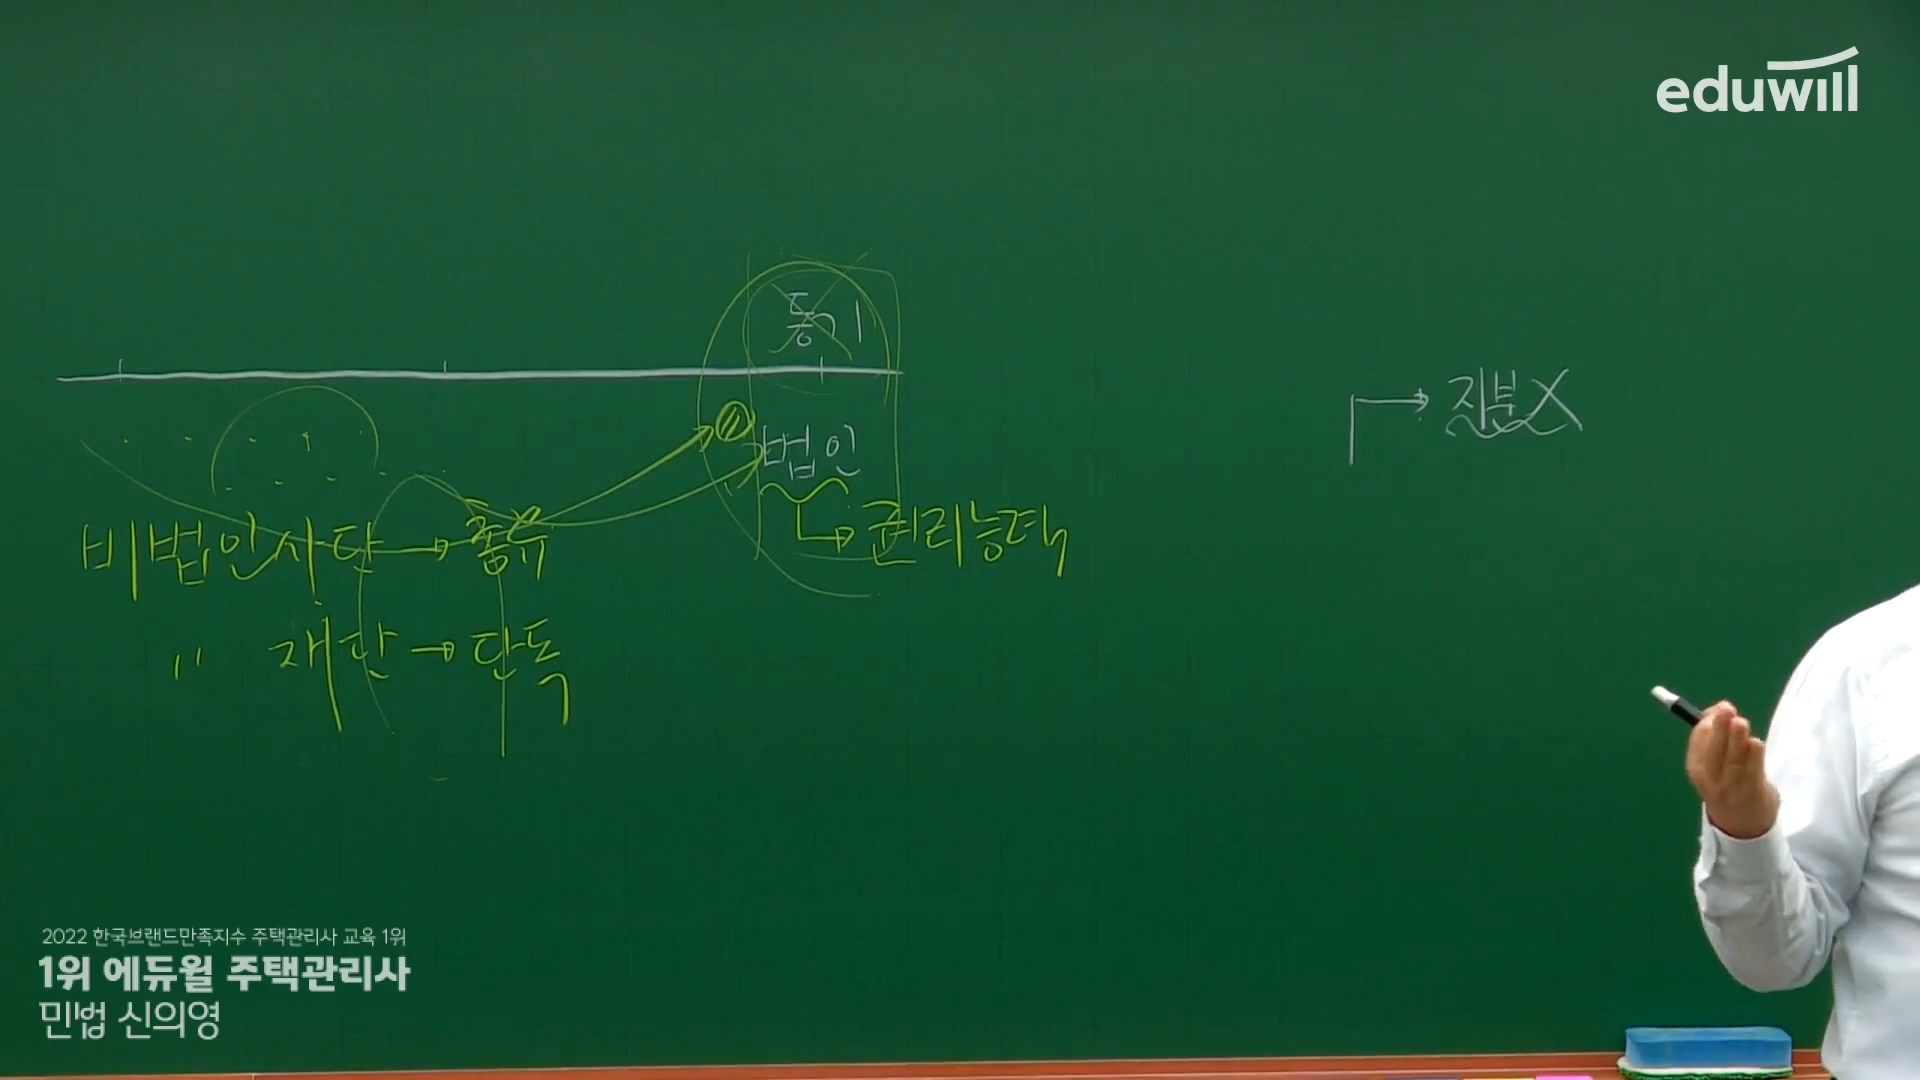 eduwill
등기
법인
지분X
비법인사단→총유
→권리능력
" 재단→단독
2022 한국브랜드만족지수 주택관리사 교육 1위
1위 에듀윌 주택관리사
민법 신의영